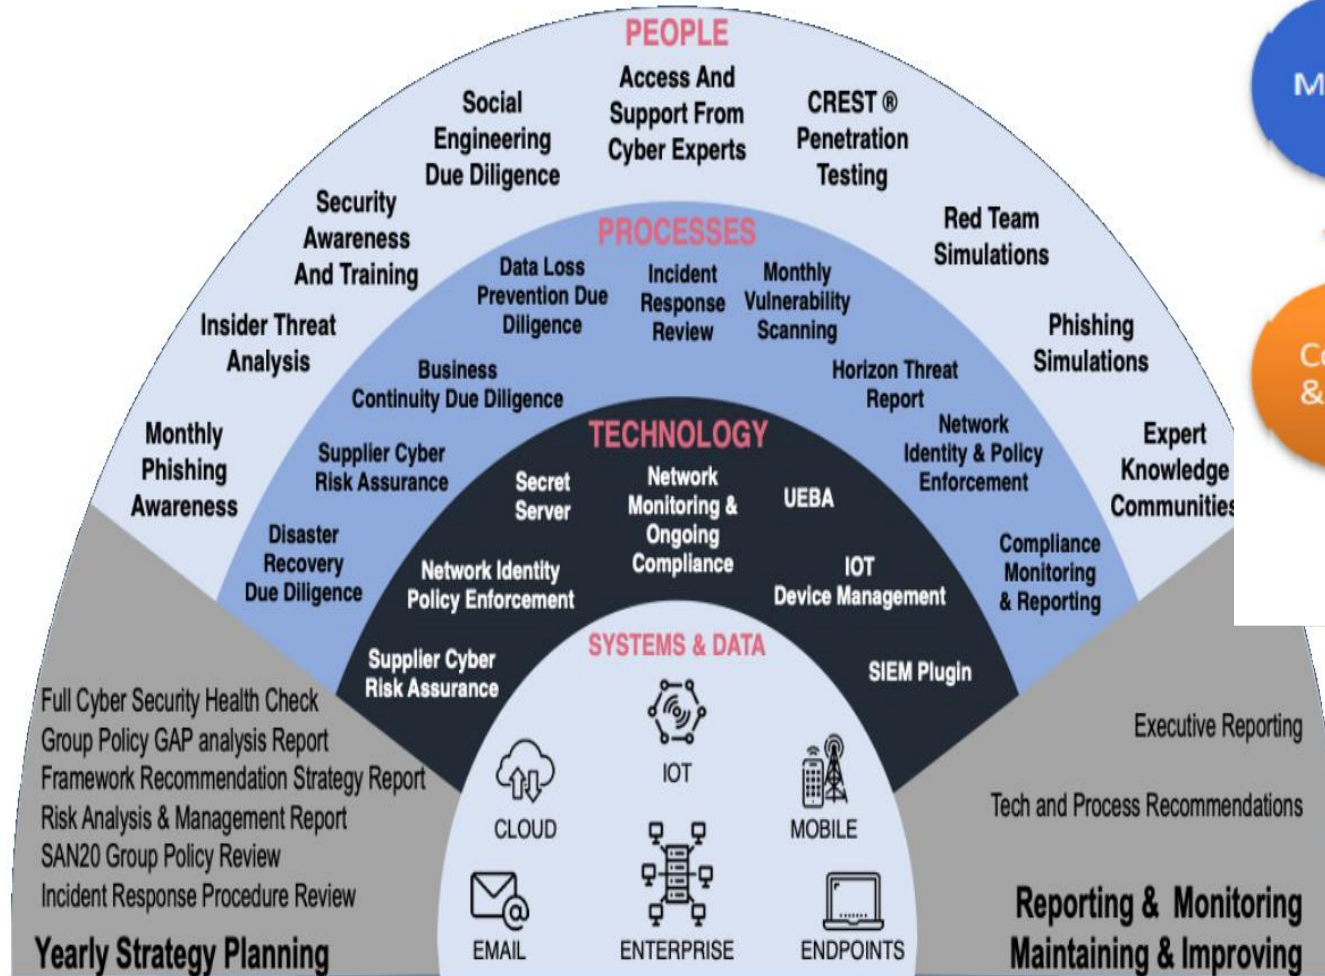 PEOPLE
Access And
Support From
Cyber Experts
Social
Engineering
Due Diligence
CREST ®
Penetration
Testing
Security
Awareness
And Training
Red Team
Simulations
Insider Threat
Analysis
Phishing
Simulations
Monthly
Phishing
Awareness
Expert
Knowledge
Communities
PROCESSES
Data Loss
Prevention Due
Diligence
Incident
Response
Review
Monthly
Vulnerability
Scanning
Business
Continuity Due Diligence
Horizon Threat
Report
Supplier Cyber
Risk Assurance
Network
Identity & Policy
Enforcement
Disaster
Recovery
Due Diligence
Compliance
Monitoring
& Reporting
TECHNOLOGY
Secret
Server
Network
Monitoring &
Ongoing
Compliance
UEBA
Network Identity
Policy Enforcement
IOT
Device Management
Supplier Cyber
Risk Assurance
SIEM Plugin
SYSTEMS & DATA
IOT
CLOUD
MOBILE
EMAIL
ENTERPRISE
ENDPOINTS
Full Cyber Security Health Check
Group Policy GAP analysis Report
Framework Recommendation Strategy Report
Risk Analysis & Management Report
SAN20 Group Policy Review
Incident Response Procedure Review
Yearly Strategy Planning
Executive Reporting
Tech and Process Recommendations
Reporting & Monitoring
Maintaining & Improving
&